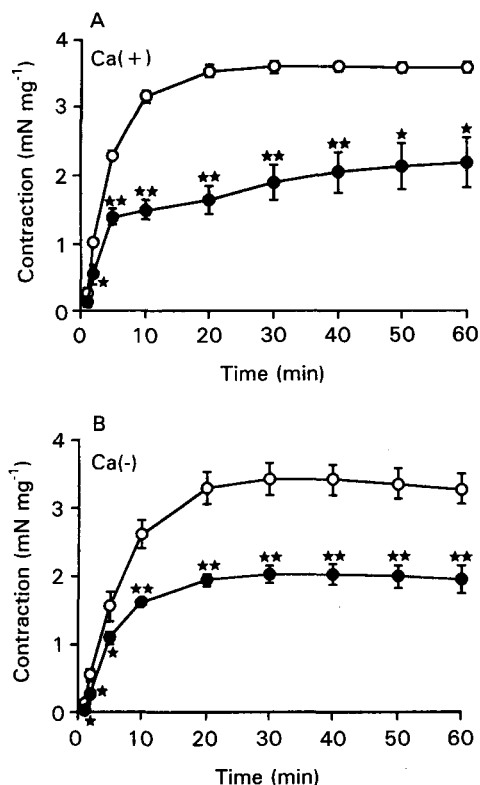 A
Ca(+)
Contraction (mN mg⁻¹)
4
3
2
1
0
★
★★
★★
★★
★★
★★
★
★
0 10 20 30 40 50 60
Time (min)
B
Ca(-)
Contraction (mN mg⁻¹)
4
3
2
1
0
★
★
★
★★
★★
★★
★★
★★
★★
0 10 20 30 40 50 60
Time (min)